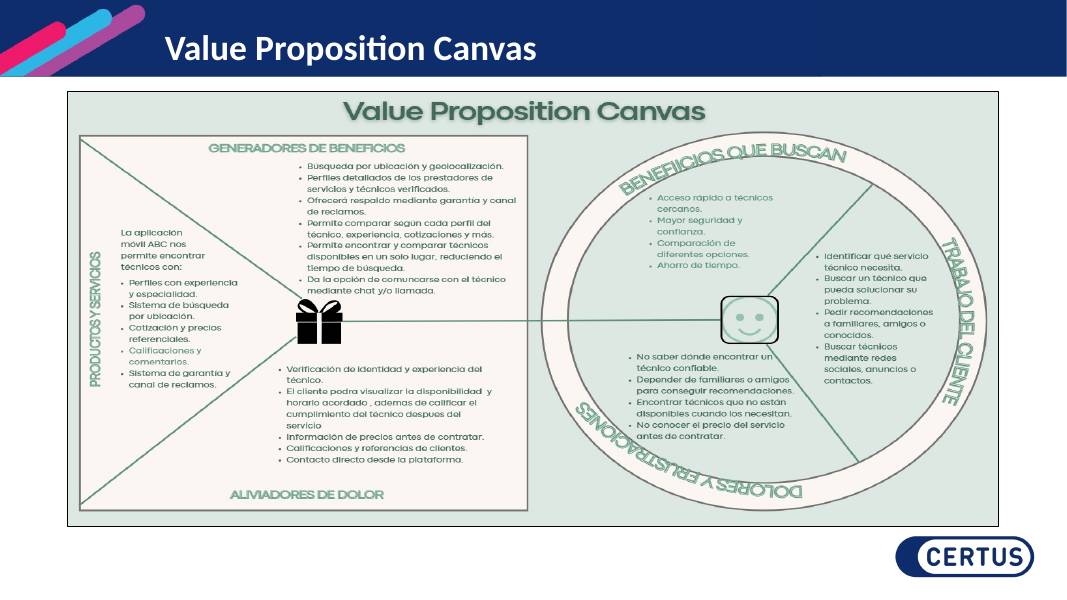 Value Proposition Canvas
Value Proposition Canvas
GENERADORES DE BENEFICIOS
• Búsqueda por ubicación y geolocalización.
• Perfiles detallados de los prestadores de
servicios y técnicos verificados.
• Ofrecerá respaldo mediante garantía y canal
de reclamos.
• Permite comparar segun cada perfil del
técnico, experiencia, cotizaciones y más.
• Permite encontrar y comparar técnicos
disponibles en un solo lugar, reduciendo el
tiempo de búsqueda.
• Da la opción de comuncarse con el técnico
mediante chat y/o llamada.
PRODUCTOS Y SERVICIOS
La aplicación
móvil ABC nos
permite encontrar
técnicos con:
• Perfiles con experiencia
y especialidad.
• Sistema de búsqueda
por ubicación.
• Cotización y precios
referenciales.
• Calificaciones y
comentarios.
• Sistema de garantía y
canal de reclamos.
• Verificación de identidad y experiencia del
técnico.
• El cliente podra visualizar la disponibilidad y
horario acordado , ademas de calificar el
cumplimiento del técnico despues del
servicio
• Información de precios antes de contratar.
• Calificaciones y referencias de clientes.
• Contacto directo desde la plataforma.
ALIVIADORES DE DOLOR
BENEFIICIOS QUE BUSCAN
• Acceso rápido a técnicos
cercanos.
• Mayor seguridad y
confianza.
• Comparación de
diferentes opciones.
• Ahorro de tiempo.
TRABAJO DEL CLIENTE
• Identificar qué servicio
técnico necesita.
• Buscar un técnico que
pueda solucionar su
problema.
• Pedir recomendaciones
a familiares, amigos o
conocidos.
• Buscar técnicos
mediante redes
sociales, anuncios o
contactos.
• No saber dónde encontrar un
técnico confiable.
• Depender de familiares o amigos
para conseguir recomendaciones.
• Encontrar técnicos que no están
disponibles cuando los necesitan.
• No conocer el precio del servicio
antes de contratar.
DOLORES Y FRUSTRACIONES
CERTUS